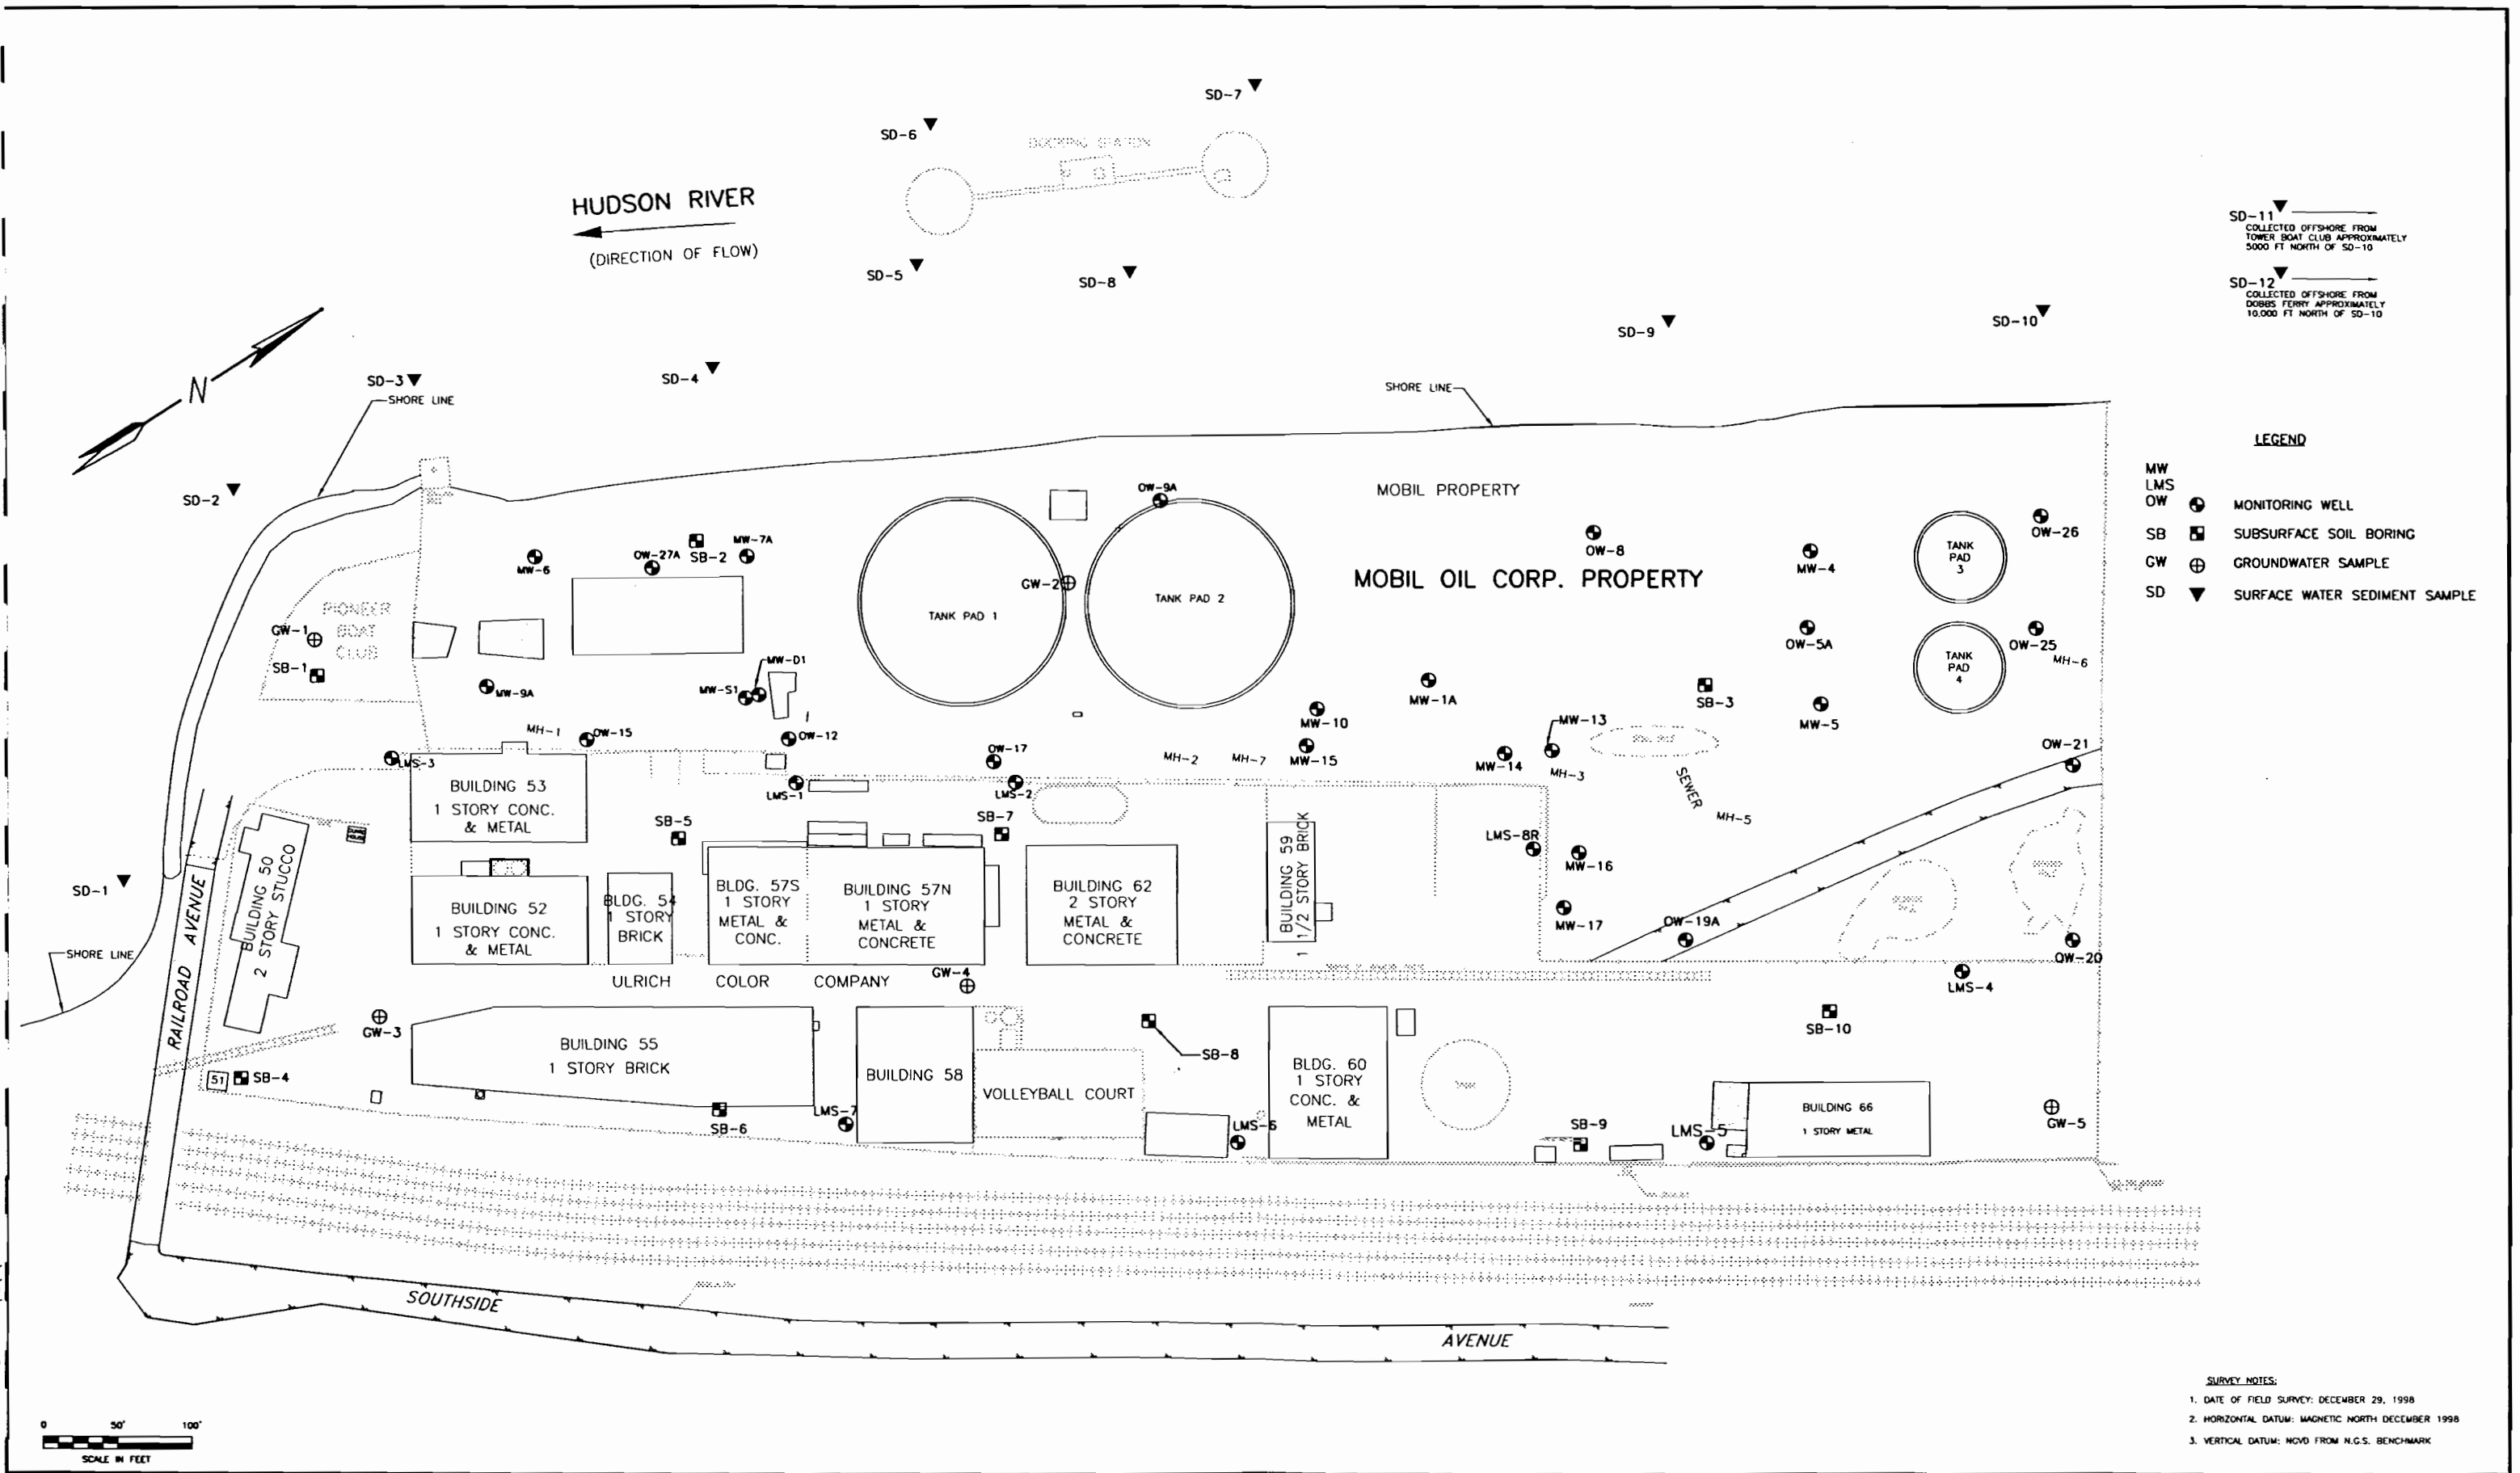 SD-7
SD-6
DOCKING STATION
HUDSON RIVER
(DIRECTION OF FLOW)
SD-5
SD-8
SD-11
COLLECTED OFFSHORE FROM
TOWER BOAT CLUB APPROXIMATELY
5000 FT NORTH OF SD-10
SD-12
COLLECTED OFFSHORE FROM
DOBBS FERRY APPROXIMATELY
10,000 FT NORTH OF SD-10
SD-9
SD-10
N
SD-3
SHORE LINE
SD-4
SHORE LINE
SD-2
LEGEND
MW
LMS
OW
MONITORING WELL
SB
SUBSURFACE SOIL BORING
GW
GROUNDWATER SAMPLE
SD
SURFACE WATER SEDIMENT SAMPLE
OW-9A
MOBIL PROPERTY
MW-6
OW-27A
SB-2
MW-7A
GW-2
OW-8
MOBIL OIL CORP. PROPERTY
MW-4
TANK
PAD
3
OW-26
TANK PAD 1
TANK PAD 2
PIONEER
BOAT
CLUB
GW-1
SB-1
OW-5A
OW-25
MH-6
TANK
PAD
4
MW-9A
MW-D1
MW-S1
MW-1A
SB-3
MW-5
MW-10
MW-13
MH-1
OW-15
OW-12
OW-17
MH-2
MH-7
MW-15
MW-14
MH-3
OW-21
LMS-3
LMS-1
LMS-2
SEWER
MH-5
BUILDING 53
1 STORY CONC.
& METAL
SB-5
SB-7
LMS-8R
MW-16
GUARD
HOUSE
BUILDING 50
2 STORY STUCCO
SD-1
RAILROAD AVENUE
BUILDING 52
1 STORY CONC.
& METAL
BLDG. 54
1 STORY
BRICK
BLDG. 57S
1 STORY
METAL &
CONC.
BUILDING 57N
1 STORY
METAL &
CONCRETE
BUILDING 62
2 STORY
METAL &
CONCRETE
BUILDING 59
1 1/2 STORY BRICK
MW-17
OW-19A
OW-20
SHORE LINE
ULRICH COLOR COMPANY
GW-4
LMS-4
GW-3
SB-10
BUILDING 55
1 STORY BRICK
SB-8
51
SB-4
BUILDING 58
VOLLEYBALL COURT
BLDG. 60
1 STORY
CONC. &
METAL
BUILDING 66
1 STORY METAL
GW-5
SB-6
LMS-7
LMS-6
SB-9
LMS-5
SOUTHSIDE
AVENUE
0 50' 100'
SCALE IN FEET
SURVEY NOTES:
1. DATE OF FIELD SURVEY: DECEMBER 29, 1998
2. HORIZONTAL DATUM: MAGNETIC NORTH DECEMBER 1998
3. VERTICAL DATUM: NGVD FROM N.G.S. BENCHMARK